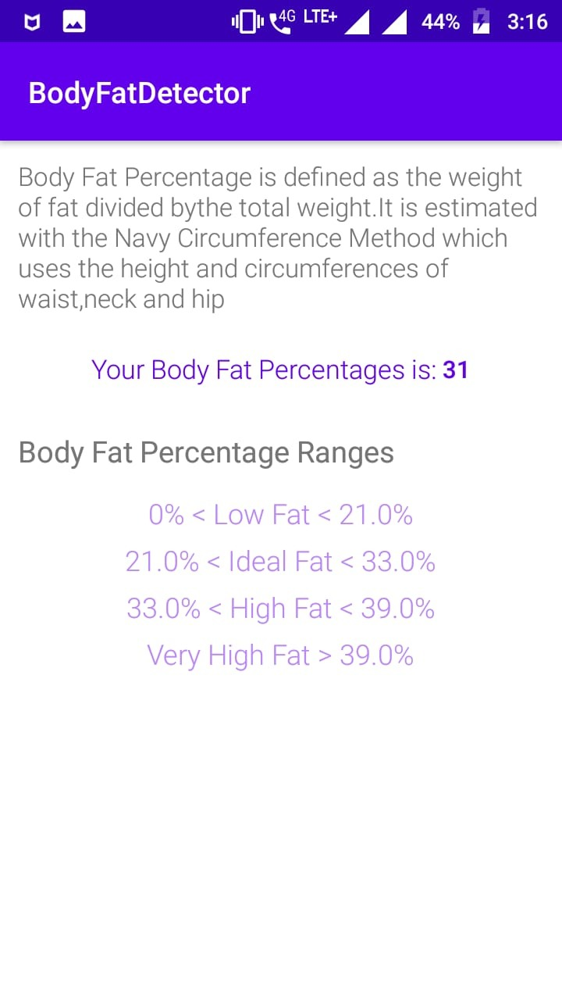 4G LTE+ 44% 3:16
BodyFatDetector
Body Fat Percentage is defined as the weight
of fat divided bythe total weight.It is estimated
with the Navy Circumference Method which
uses the height and circumferences of
waist,neck and hip
Your Body Fat Percentages is: 31
Body Fat Percentage Ranges
0% < Low Fat < 21.0%
21.0% < Ideal Fat < 33.0%
33.0% < High Fat < 39.0%
Very High Fat > 39.0%